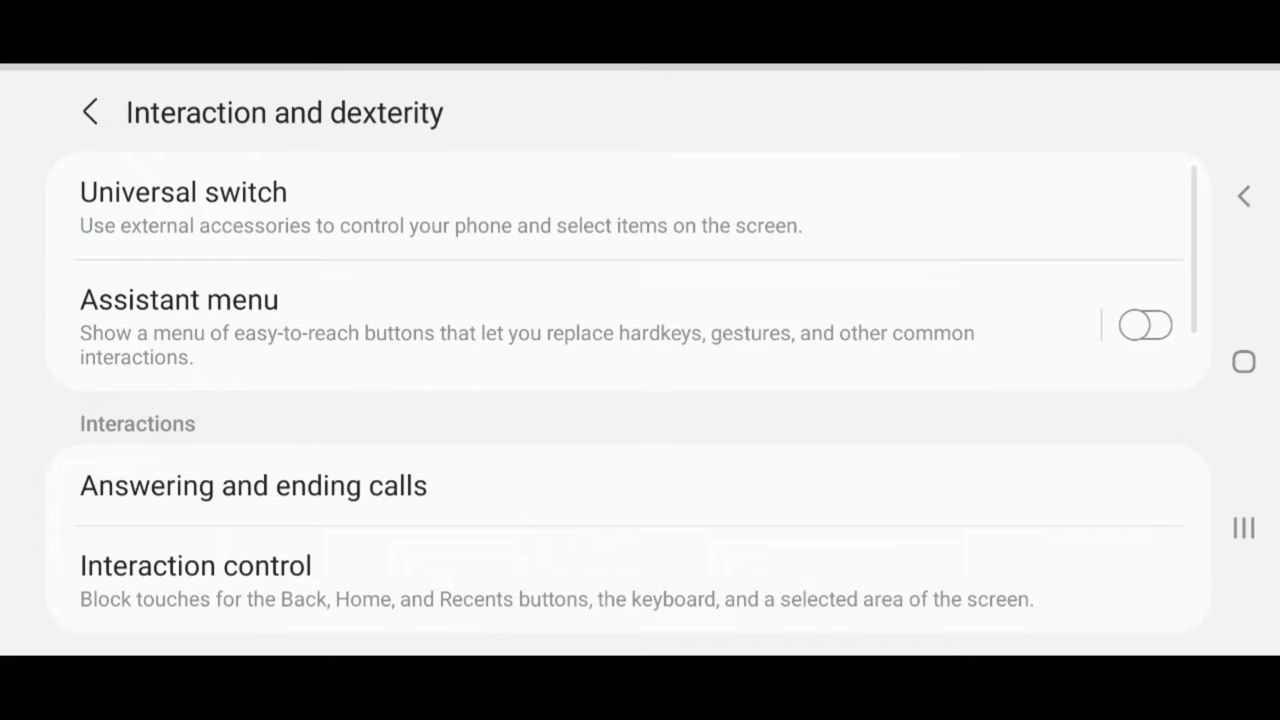 Interaction and dexterity
Universal switch
Use external accessories to control your phone and select items on the screen.
Assistant menu
Show a menu of easy-to-reach buttons that let you replace hardkeys, gestures, and other common
interactions.
Interactions
Answering and ending calls
Interaction control
Block touches for the Back, Home, and Recents buttons, the keyboard, and a selected area of the screen.